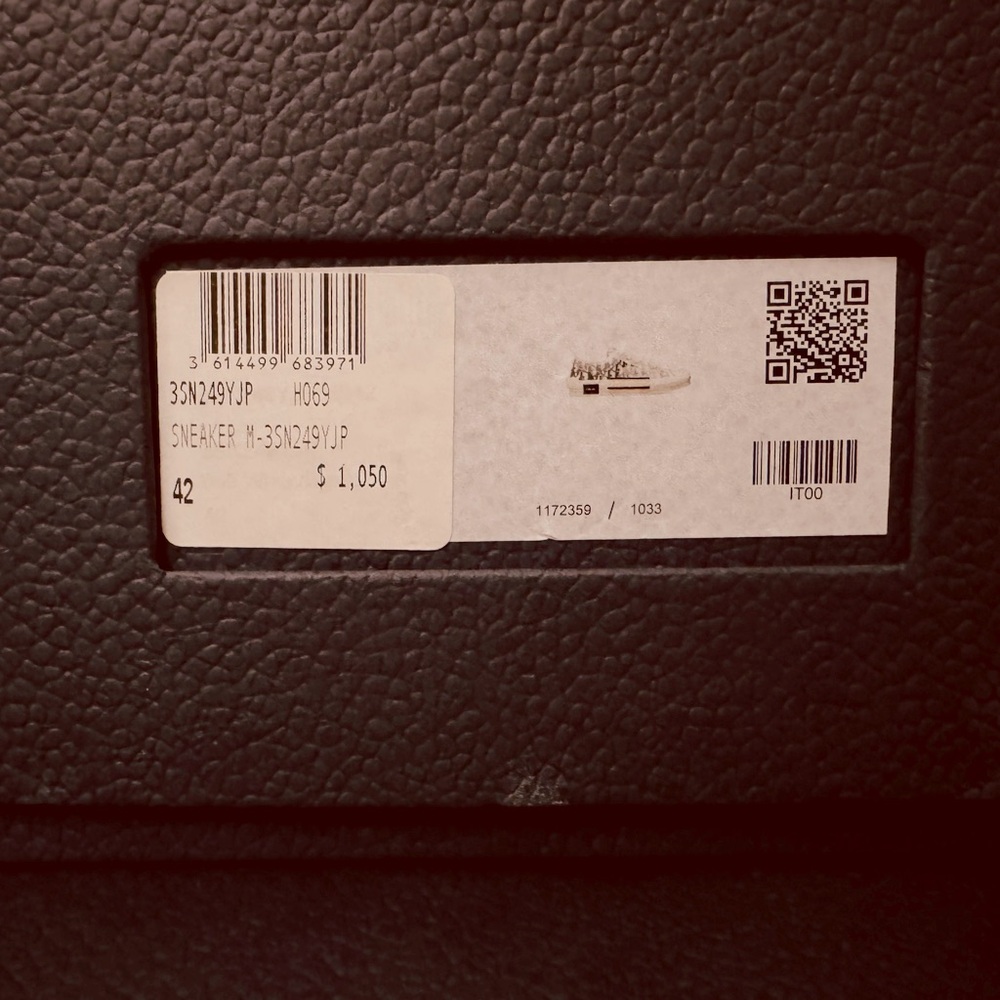 3 614499 683971
3SN249YJP H069
SNEAKER M-3SN249YJP
$ 1,050
42
1172359 / 1033
IT00